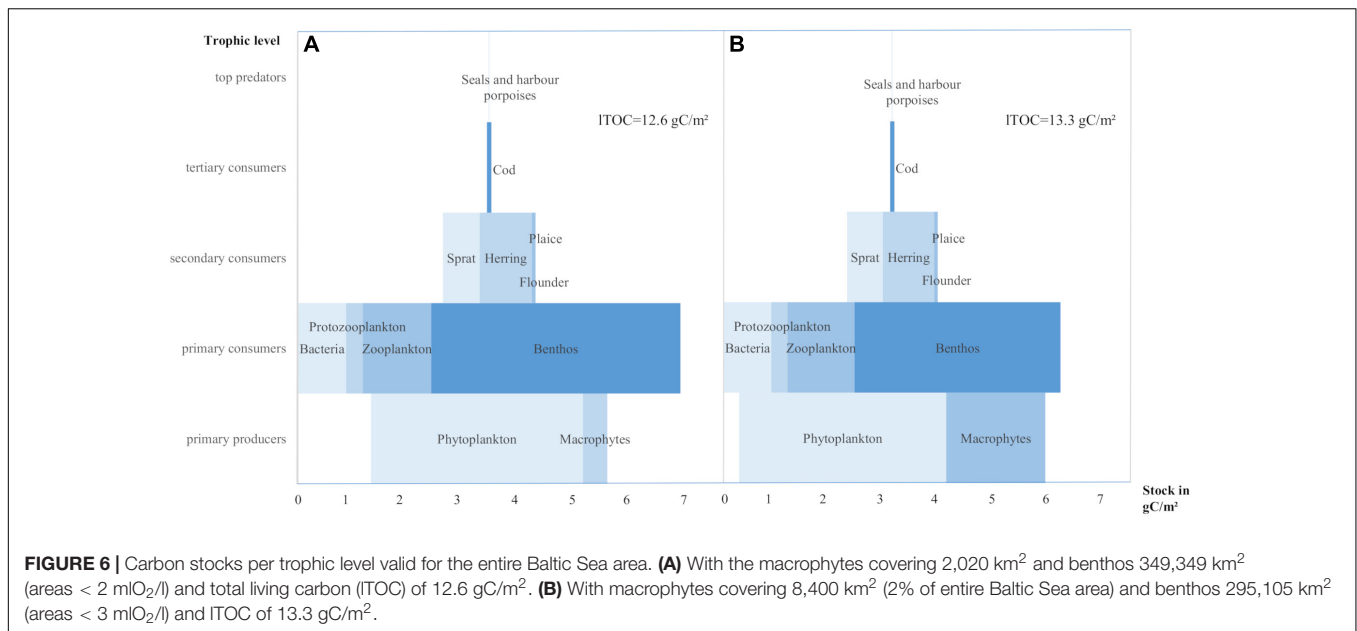 Trophic level
A
B
top predators
Seals and harbour
porpoises
Seals and harbour
porpoises
lTOC=12.6 gC/m²
lTOC=13.3 gC/m²
tertiary consumers
Cod
Cod
Plaice
Plaice
secondary consumers
Sprat
Herring
Sprat
Herring
Flounder
Flounder
Protozooplankton
Protozooplankton
primary consumers
Bacteria
Zooplankton
Benthos
Bacteria
Zooplankton
Benthos
primary producers
Phytoplankton
Macrophytes
Phytoplankton
Macrophytes
0 1 2 3 4 5 6 7
0 1 2 3 4 5 6 7
Stock in
gC/m²
FIGURE 6 | Carbon stocks per trophic level valid for the entire Baltic Sea area. (A) With the macrophytes covering 2,020 km² and benthos 349,349 km²
(areas < 2 mlO₂/l) and total living carbon (lTOC) of 12.6 gC/m². (B) With macrophytes covering 8,400 km² (2% of entire Baltic Sea area) and benthos 295,105 km²
(areas < 3 mlO₂/l) and lTOC of 13.3 gC/m².